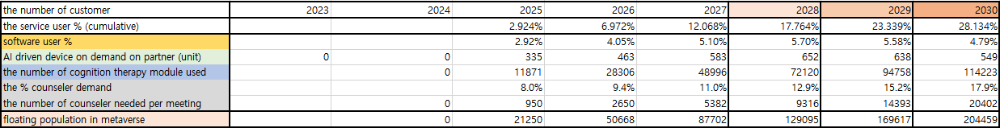 the number of customer 2023 2024 2025 2026 2027 2028 2029 2030
the service user % (cumulative) 2.924% 6.972% 12.068% 17.764% 23.339% 28.134%
software user % 2.92% 4.05% 5.10% 5.70% 5.58% 4.79%
AI driven device on demand on partner (unit) 0 0 335 463 583 652 638 549
the number of cognition therapy module used 0 11871 28306 48996 72120 94758 114223
the % counseler demand 8.0% 9.4% 11.0% 12.9% 15.2% 17.9%
the number of counseler needed per meeting 0 950 2650 5382 9316 14393 20402
floating population in metaverse 0 21250 50668 87702 129095 169617 204459